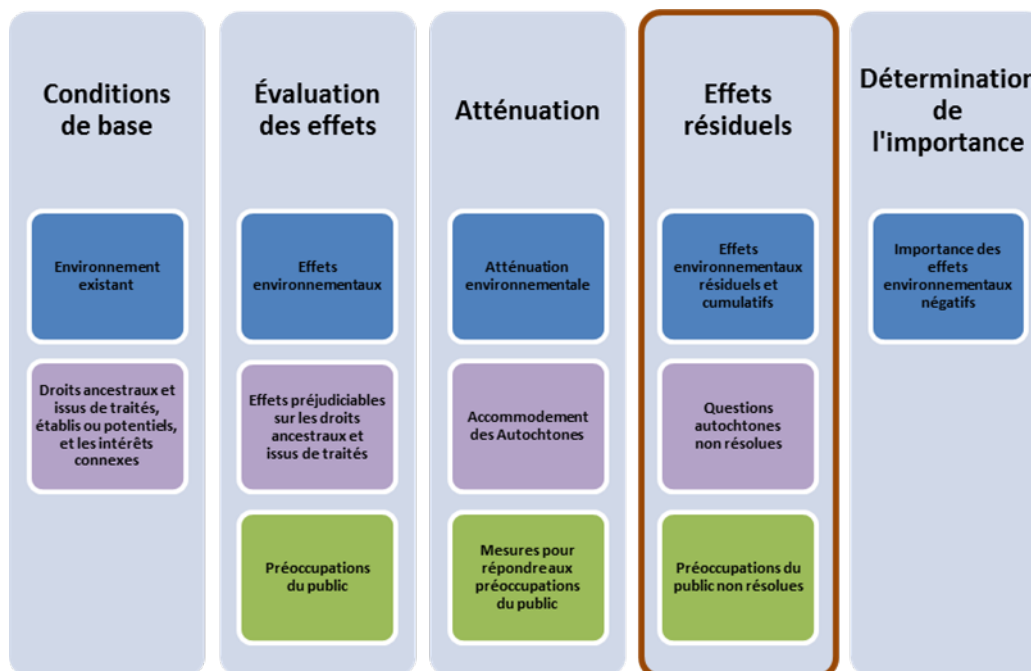 Conditions
de base
Environnement
existant
Droits ancestraux et
issus de traités,
établis ou potentiels,
et les intérêts
connexes
Évaluation
des effets
Effets
environnementaux
Effets préjudiciables
sur les droits
ancestraux et
issus de traités
Préoccupations
du public
Atténuation
Atténuation
environnementale
Accommodement
des Autochtones
Mesures pour
répondre aux
préoccupations
du public
Effets
résiduels
Effets
environnementaux
résiduels et
cumulatifs
Questions
autochtones
non résolues
Préoccupations du
public non résolues
Détermination
de
l'importance
Importance des
effets
environnementaux
négatifs